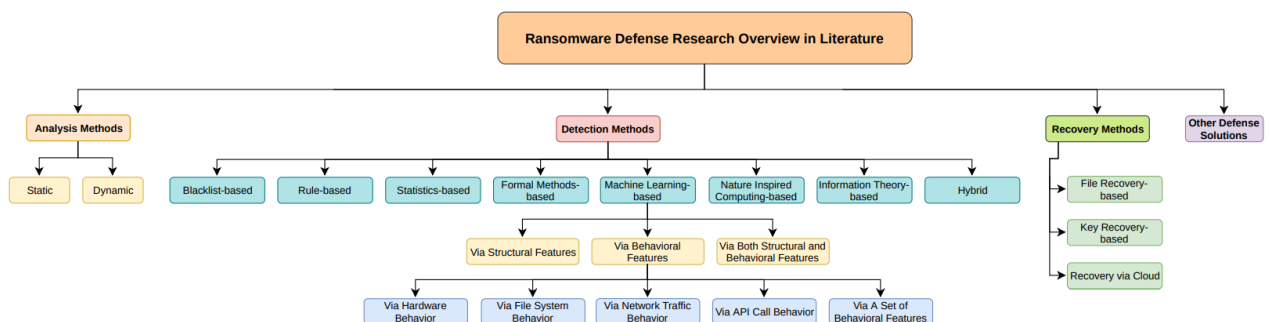 Ransomware Defense Research Overview in Literature
Analysis Methods
Detection Methods
Recovery Methods
Other Defense
Solutions
Static
Dynamic
Blacklist-based
Rule-based
Statistics-based
Formal Methods-
based
Machine Learning-
based
Nature Inspired
Computing-based
Information Theory-
based
Hybrid
File Recovery-
based
Key Recovery-
based
Recovery via Cloud
Via Structural Features
Via Behavioral
Features
Via Both Structural and
Behavioral Features
Via Hardware
Behavior
Via File System
Behavior
Via Network Traffic
Behavior
Via API Call Behavior
Via A Set of
Behavioral Features